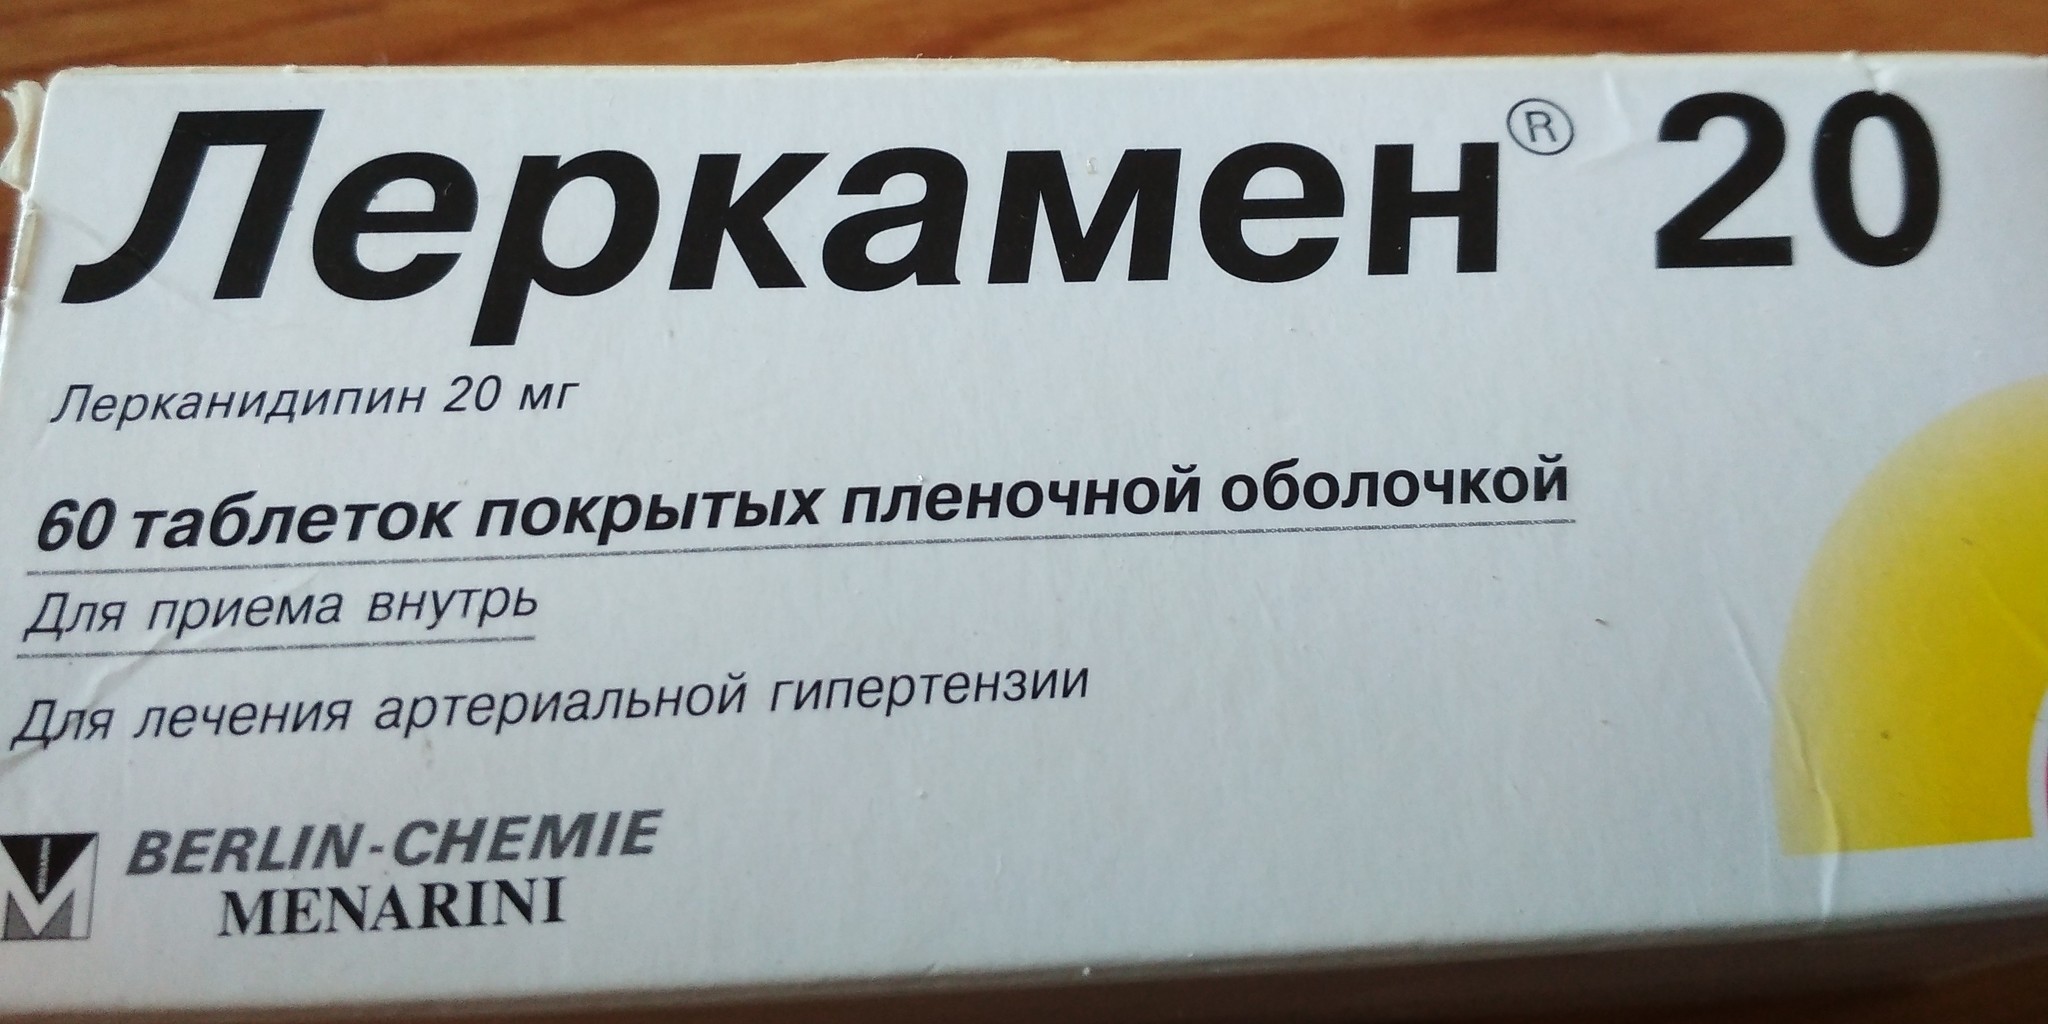 Леркамен® 20
Лерканидипин 20 мг
60 таблеток покрытых пленочной оболочкой
Для приема внутрь
Для лечения артериальной гипертензии
BERLIN-CHEMIE
MENARINI